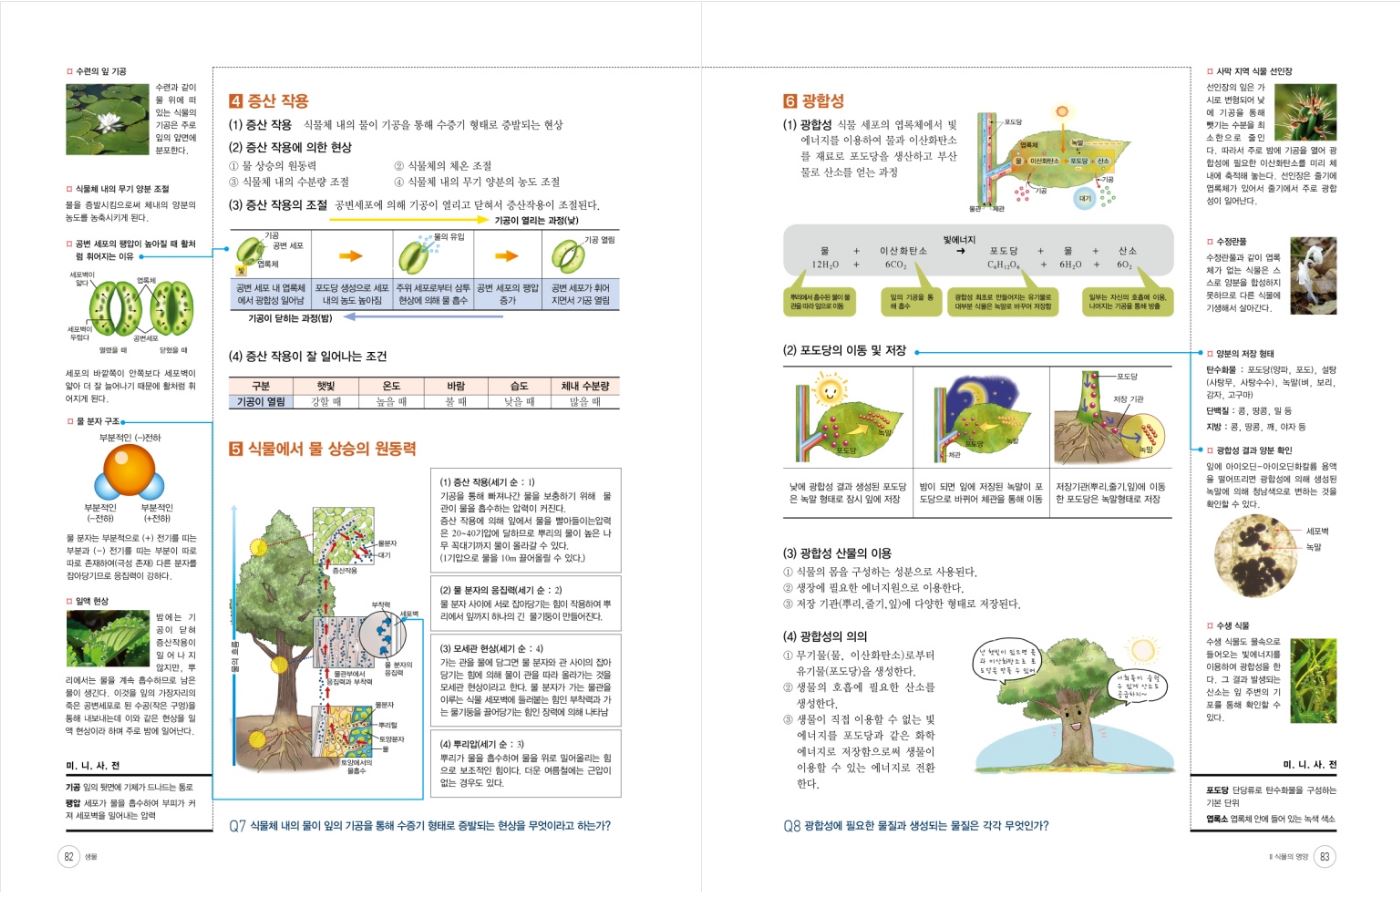 수련의 잎 기공
수련과 같이
물 위에 떠
있는 식물의
기공은 주로
잎의 앞면에
분포한다.
식물체 내의 무기 양분 조절
물을 증발시킴으로써 체내의 양분의
농도를 농축시키게 된다.
공변 세포의 팽압이 높아질 때 활처
럼 휘어지는 이유
세포벽이
얇다
엽록체
세포벽이
두텁다
공변세포
열렸을 때
닫혔을 때
세포의 바깥쪽이 안쪽보다 세포벽이
얇아 더 잘 늘어나기 때문에 활처럼 휘
어지게 된다.
물 분자 구조
부분적인 (-)전하
부분적인
(-전하)
부분적인
(+전하)
물 분자는 부분적으로 (+) 전기를 띠는
부분과 (-) 전기를 띠는 부분이 따로
따로 존재하여(극성 존재) 다른 분자를
잡아당기므로 응집력이 강하다.
일액 현상
밤에는 기
공이 닫혀
증산작용이
일어나지
않지만, 뿌
리에서는 물을 계속 흡수하므로 남은
물이 생긴다. 이것을 잎의 가장자리의
죽은 공변세포로 된 수공(작은 구멍)을
통해 내보내는데 이와 같은 현상을 일
액 현상이라 하며 주로 밤에 일어난다.
미.니.사.전
기공 잎의 뒷면에 기체가 드나드는 통로
팽압 세포가 물을 흡수하여 부피가 커
져 세포벽을 밀어내는 압력
82 생물
4 증산 작용
(1) 증산 작용 식물체 내의 물이 기공을 통해 수증기 형태로 증발되는 현상
(2) 증산 작용에 의한 현상
① 물 상승의 원동력 ② 식물체의 체온 조절
③ 식물체 내의 수분량 조절 ④ 식물체 내의 무기 양분의 농도 조절
(3) 증산 작용의 조절 공변세포에 의해 기공이 열리고 닫혀서 증산작용이 조절된다.
기공이 열리는 과정(낮)
기공
공변 세포
엽록체
빛
물의 유입
기공 열림
공변 세포 내 엽록체
에서 광합성 일어남
포도당 생성으로 세포
내의 농도 높아짐
주위 세포로부터 삼투
현상에 의해 물 흡수
공변 세포의 팽압
증가
공변 세포가 휘어
지면서 기공 열림
기공이 닫히는 과정(밤)
(4) 증산 작용이 잘 일어나는 조건
구분 햇빛 온도 바람 습도 체내 수분량
기공이 열림 강할 때 높을 때 불 때 낮을 때 많을 때
5 식물에서 물 상승의 원동력
물의 흐름
물분자
대기
증산작용
부착력
세포벽
물 분자의
응집력
물관부에서
응집력과 부착력
물분자
뿌리털
토양분자
물
토양에서의
물흡수
(1) 증산 작용(세기 순 : 1)
기공을 통해 빠져나간 물을 보충하기 위해 물
관이 물을 흡수하는 압력이 커진다.
증산 작용에 의해 잎에서 물을 빨아들이는압력
은 20~40기압에 달하므로 뿌리의 물이 높은 나
무 꼭대기까지 물이 올라갈 수 있다.
(1기압으로 물을 10m 끌어올릴 수 있다.)
(2) 물 분자의 응집력(세기 순 : 2)
물 분자 사이에 서로 잡아당기는 힘이 작용하여 뿌
리에서 잎까지 하나의 긴 물기둥이 만들어진다.
(3) 모세관 현상(세기 순 : 4)
가는 관을 물에 담그면 물 분자와 관 사이의 잡아
당기는 힘에 의해 물이 관을 따라 올라가는 것을
모세관 현상이라고 한다. 물 분자가 가는 물관을
이루는 식물 세포벽에 들러붙는 힘인 부착력과 가
는 물기둥을 끌어당기는 힘인 장력에 의해 나타남
(4) 뿌리압(세기 순 : 3)
뿌리가 물을 흡수하여 물을 위로 밀어올리는 힘
으로 보조적인 힘이다. 더운 여름철에는 근압이
없는 경우도 있다.
Q7 식물체 내의 물이 잎의 기공을 통해 수증기 형태로 증발되는 현상을 무엇이라고 하는가?
6 광합성
(1) 광합성 식물 세포의 엽록체에서 빛
에너지를 이용하여 물과 이산화탄소
를 재료로 포도당을 생산하고 부산
물로 산소를 얻는 과정
포도당
엽록체
녹말
물 + 이산화탄소 → 포도당 + 산소
기공
기공
대기
물관 체관
빛에너지
물 + 이산화탄소 → 포도당 + 물 + 산소
12H₂O + 6CO₂ C₆H₁₂O₆ + 6H₂O + 6O₂
뿌리에서 흡수된 물이 물
관을 따라 잎으로 이동
잎의 기공을 통
해 흡수
광합성 최초로 만들어지는 유기물로
대부분 식물은 녹말로 바꾸어 저장함
일부는 자신의 호흡에 이용,
나머지는 기공을 통해 방출
(2) 포도당의 이동 및 저장
녹말
포도당
포도당
녹말
체관
포도당
저장 기관
녹말
낮에 광합성 결과 생성된 포도당
은 녹말 형태로 잠시 잎에 저장
밤이 되면 잎에 저장된 녹말이 포
도당으로 바뀌어 체관을 통해 이동
저장기관(뿌리,줄기,잎)에 이동
한 포도당은 녹말형태로 저장
(3) 광합성 산물의 이용
① 식물의 몸을 구성하는 성분으로 사용된다.
② 생장에 필요한 에너지원으로 이용한다.
③ 저장 기관(뿌리,줄기,잎)에 다양한 형태로 저장된다.
(4) 광합성의 의의
① 무기물(물, 이산화탄소)로부터
유기물(포도당)을 생성한다.
② 생물의 호흡에 필요한 산소를
생성한다.
③ 생물이 직접 이용할 수 없는 빛
에너지를 포도당과 같은 화학
에너지로 저장함으로써 생물이
이용할 수 있는 에너지로 전환
한다.
난 햇빛이 있으면 물
과 이산화탄소로 포
도당을 만들 수 있어
Q8 광합성에 필요한 물질과 생성되는 물질은 각각 무엇인가?
사막 지역 식물 선인장
선인장의 잎은 가
시로 변형되어 낮
에 기공을 통해
뺏기는 수분을 최
소한으로 줄인
다. 따라서 주로 밤에 기공을 열어 광
합성에 필요한 이산화탄소를 미리 체
내에 축적해 놓는다. 선인장은 줄기에
엽록체가 있어서 줄기에서 주로 광합
성이 일어난다.
수정란풀
수정란풀과 같이 엽록
체가 없는 식물은 스
스로 양분을 합성하지
못하므로 다른 식물에
기생해서 살아간다.
양분의 저장 형태
탄수화물 : 포도당(양파, 포도), 설탕
(사탕무, 사탕수수), 녹말(벼, 보리,
감자, 고구마)
단백질 : 콩, 땅콩, 밀 등
지방 : 콩, 땅콩, 깨, 야자 등
광합성 결과 양분 확인
잎에 아이오딘-아이오딘화칼륨 용액
을 떨어뜨리면 광합성에 의해 생성된
녹말에 의해 청남색으로 변하는 것을
확인할 수 있다.
세포벽
녹말
수생 식물
수생 식물도 물속으로
들어오는 빛에너지를
이용하여 광합성을 한
다. 그 결과 발생되는
산소는 잎 주변의 기
포를 통해 확인할 수
있다.
미.니.사.전
포도당 단당류로 탄수화물을 구성하는
기본 단위
엽록소 엽록체 안에 들어 있는 녹색 색소
Ⅱ 식물의 영양 83